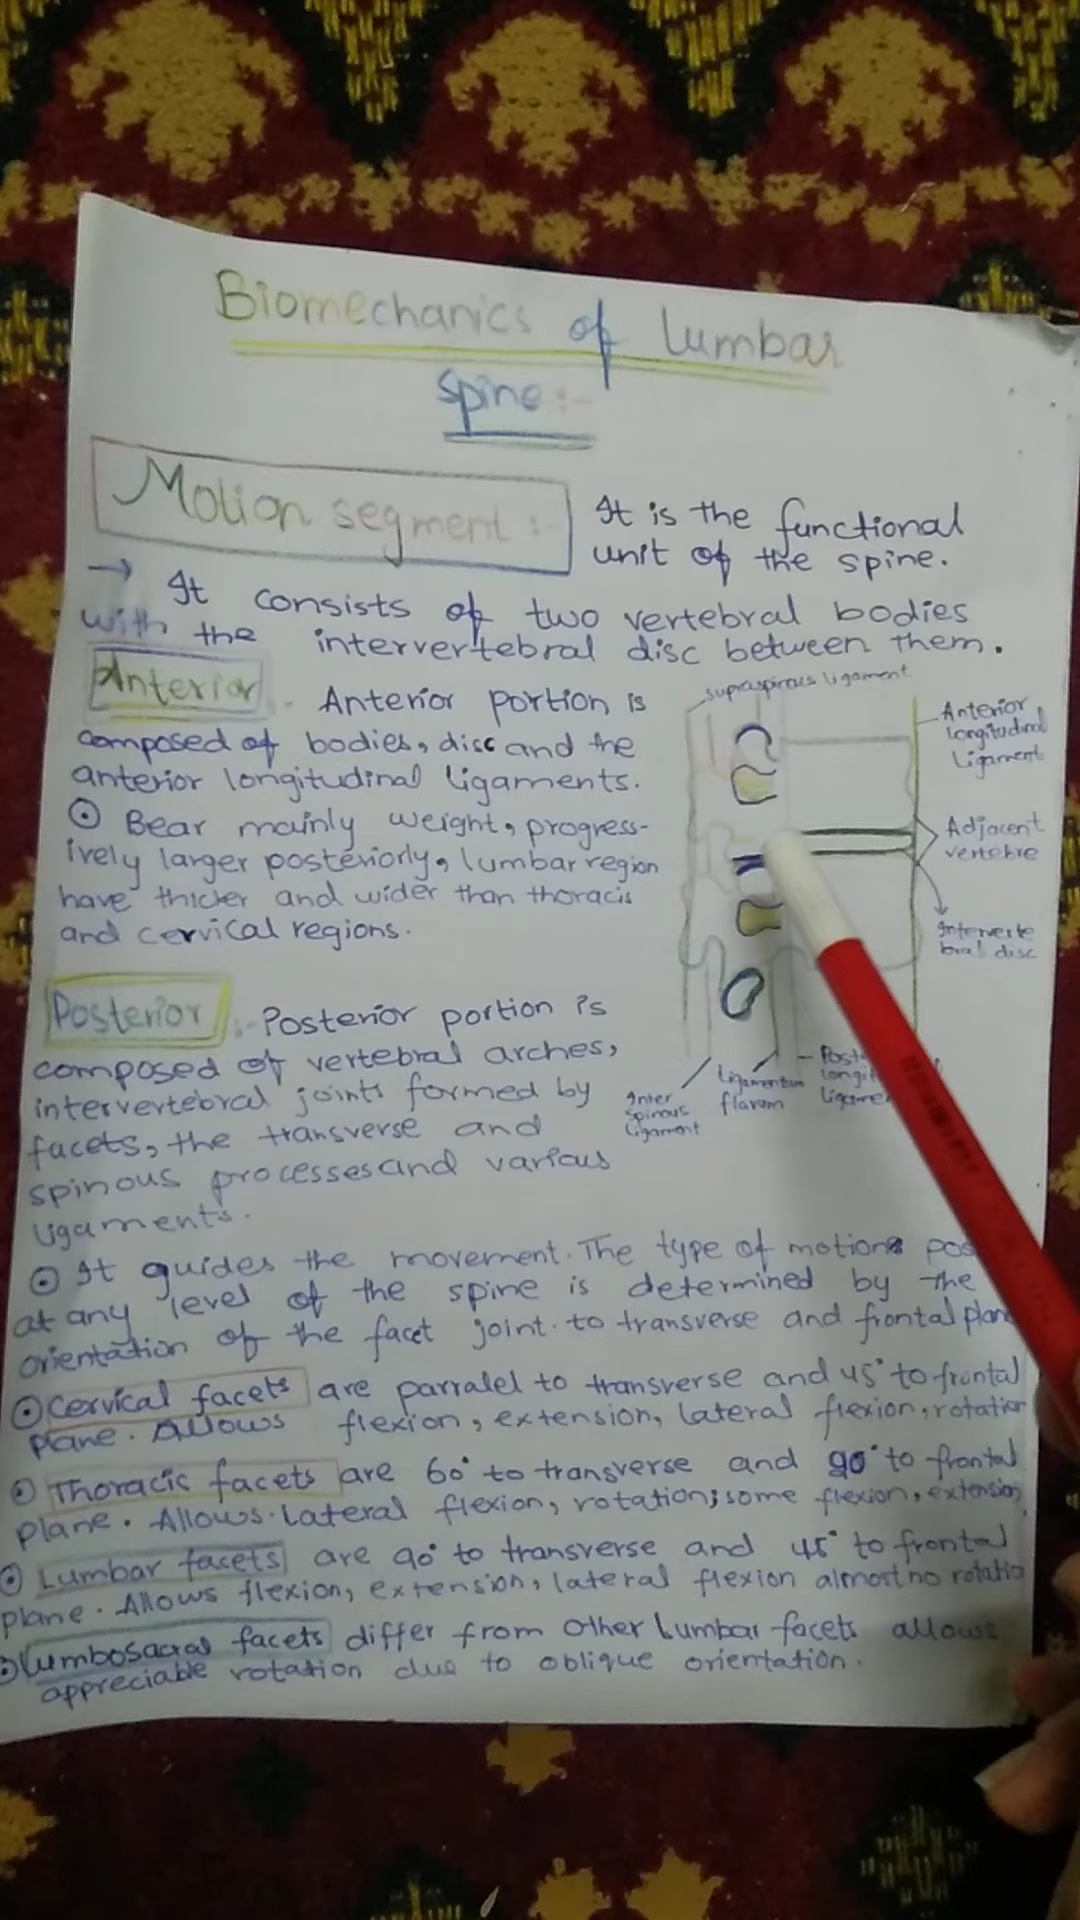 Biomechanics of Lumbar
Spine:-
Motion segment :-
It is the functional
unit of the spine.
→ It consists of two vertebral bodies
with the intervertebral disc between them.
Anterior :- Anterior portion is
composed of bodies, disc and the
anterior longitudinal ligaments.
⊙ Bear mainly weight, progress-
ively larger posteriorly, lumbar region
have thicker and wider than thoracis
and cervical regions.
supraspinous ligament
Anterior
longitudinal
Ligament
Adjacent
vertebre
Interverte
bral disc
Inter
spinous
Ligament
Ligamentum
flavum
Posterior :- Posterior portion is
composed of vertebral arches,
intervertebral joints formed by
facets, the transverse and
spinous processes and various
ligaments.
⊙ It guides the movement. The type of motions
at any level of the spine is determined by the
orientation of the facet joint to transverse and frontal
⊙ Cervical facets are parralel to transverse and 45° to frontal
plane. Allows flexion, extension, lateral flexion, rotation
⊙ Thoracic facets are 60° to transverse and 90° to frontal
plane. Allows lateral flexion, rotation; some flexion, extension
⊙ Lumbar facets are 90° to transverse and 45° to frontal
plane. Allows flexion, extension, lateral flexion almost no rotatio
⊙ Lumbosacral facets differ from other Lumbar facets allows
appreciable rotation due to oblique orientation.